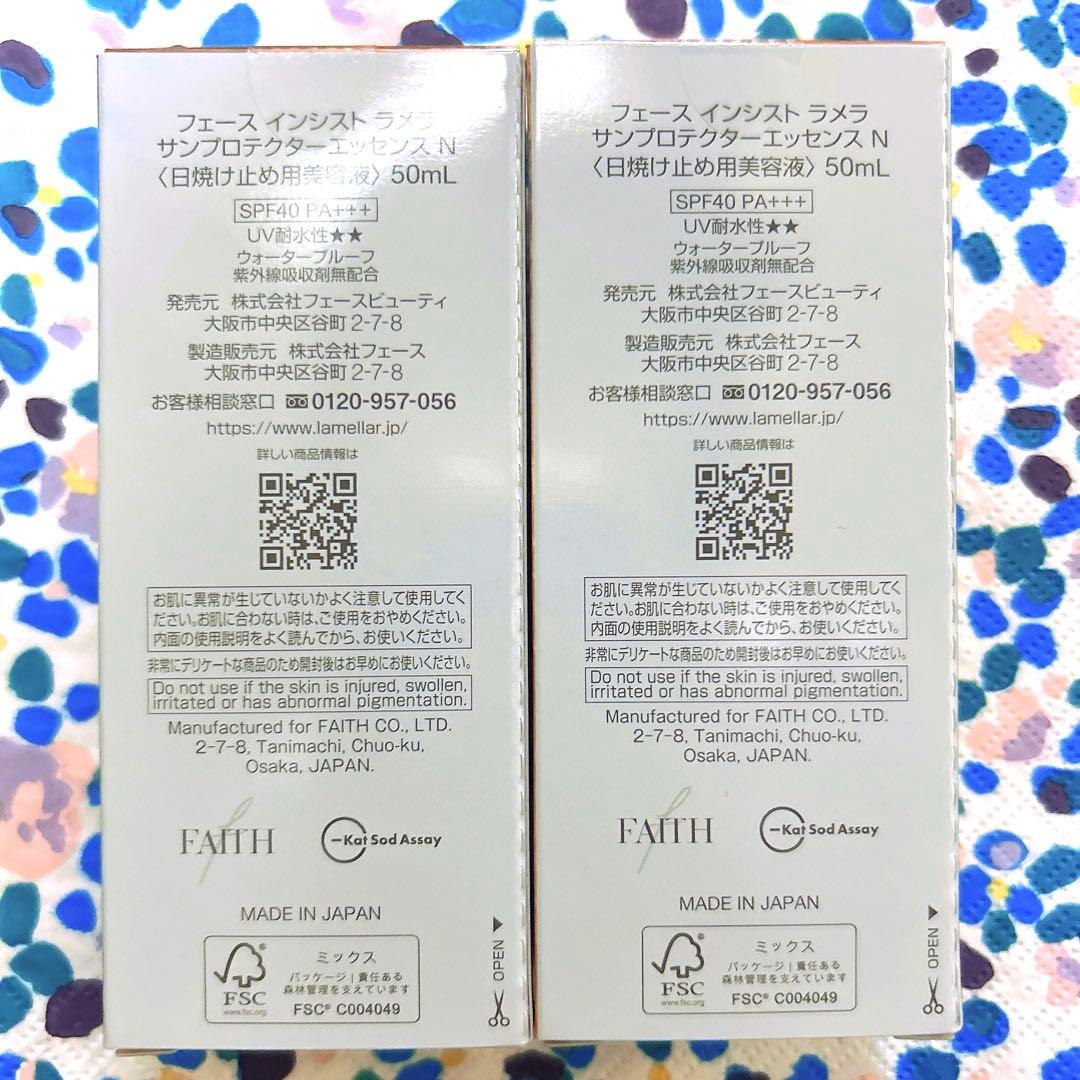 フェース インシスト ラメラ
サンプロテクターエッセンス N
〈日焼け止め用美容液〉 50mL
SPF40 PA+++
UV耐水性★★
ウォータープルーフ
紫外線吸収剤無配合
発売元 株式会社フェースビューティ
大阪市中央区谷町 2-7-8
製造販売元 株式会社フェース
大阪市中央区谷町 2-7-8
お客様相談窓口 0120-957-056
https://www.lamellar.jp/
詳しい商品情報は
お肌に異常が生じていないかよく注意して使用してく
ださい。お肌に合わない時は、ご使用をおやめください。
内面の使用説明をよく読んでから、お使いください。
非常にデリケートな商品のため開封後はお早めにお使いください。
Do not use if the skin is injured, swollen,
irritated or has abnormal pigmentation.
Manufactured for FAITH CO., LTD.
2-7-8, Tanimachi, Chuo-ku,
Osaka, JAPAN.
FAITH
Kat Sod Assay
MADE IN JAPAN
OPEN
FSC
www.fsc.org
ミックス
パッケージ | 責任ある
森林管理を支えています
FSC® C004049
フェース インシスト ラメラ
サンプロテクターエッセンス N
〈日焼け止め用美容液〉 50mL
SPF40 PA+++
UV耐水性★★
ウォータープルーフ
紫外線吸収剤無配合
発売元 株式会社フェースビューティ
大阪市中央区谷町 2-7-8
製造販売元 株式会社フェース
大阪市中央区谷町 2-7-8
お客様相談窓口 0120-957-056
https://www.lamellar.jp/
詳しい商品情報は
お肌に異常が生じていないかよく注意して使用してく
ださい。お肌に合わない時は、ご使用をおやめください。
内面の使用説明をよく読んでから、お使いください。
非常にデリケートな商品のため開封後はお早めにお使いください。
Do not use if the skin is injured, swollen,
irritated or has abnormal pigmentation.
Manufactured for FAITH CO., LTD.
2-7-8, Tanimachi, Chuo-ku,
Osaka, JAPAN.
FAITH
Kat Sod Assay
MADE IN JAPAN
OPEN
FSC
www.fsc.org
ミックス
パッケージ | 責任ある
森林管理を支えています
FSC® C004049